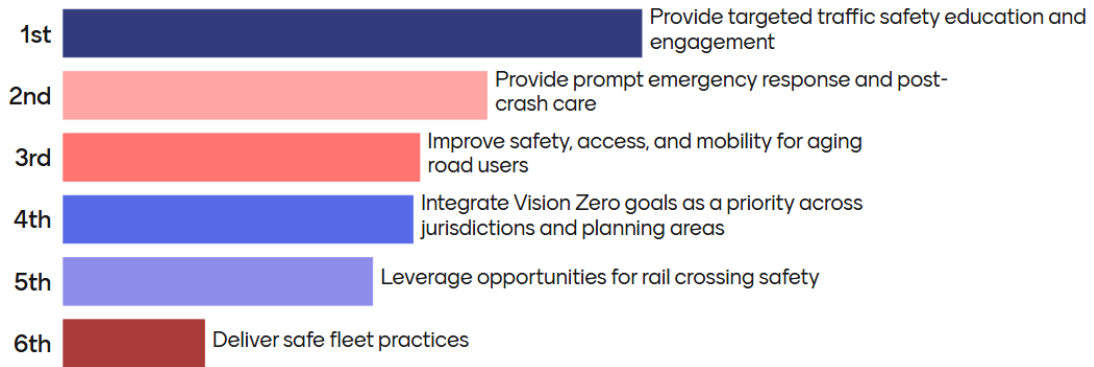 1st
Provide targeted traffic safety education and
engagement
2nd
Provide prompt emergency response and post-
crash care
3rd
Improve safety, access, and mobility for aging
road users
4th
Integrate Vision Zero goals as a priority across
jurisdictions and planning areas
5th
Leverage opportunities for rail crossing safety
6th
Deliver safe fleet practices